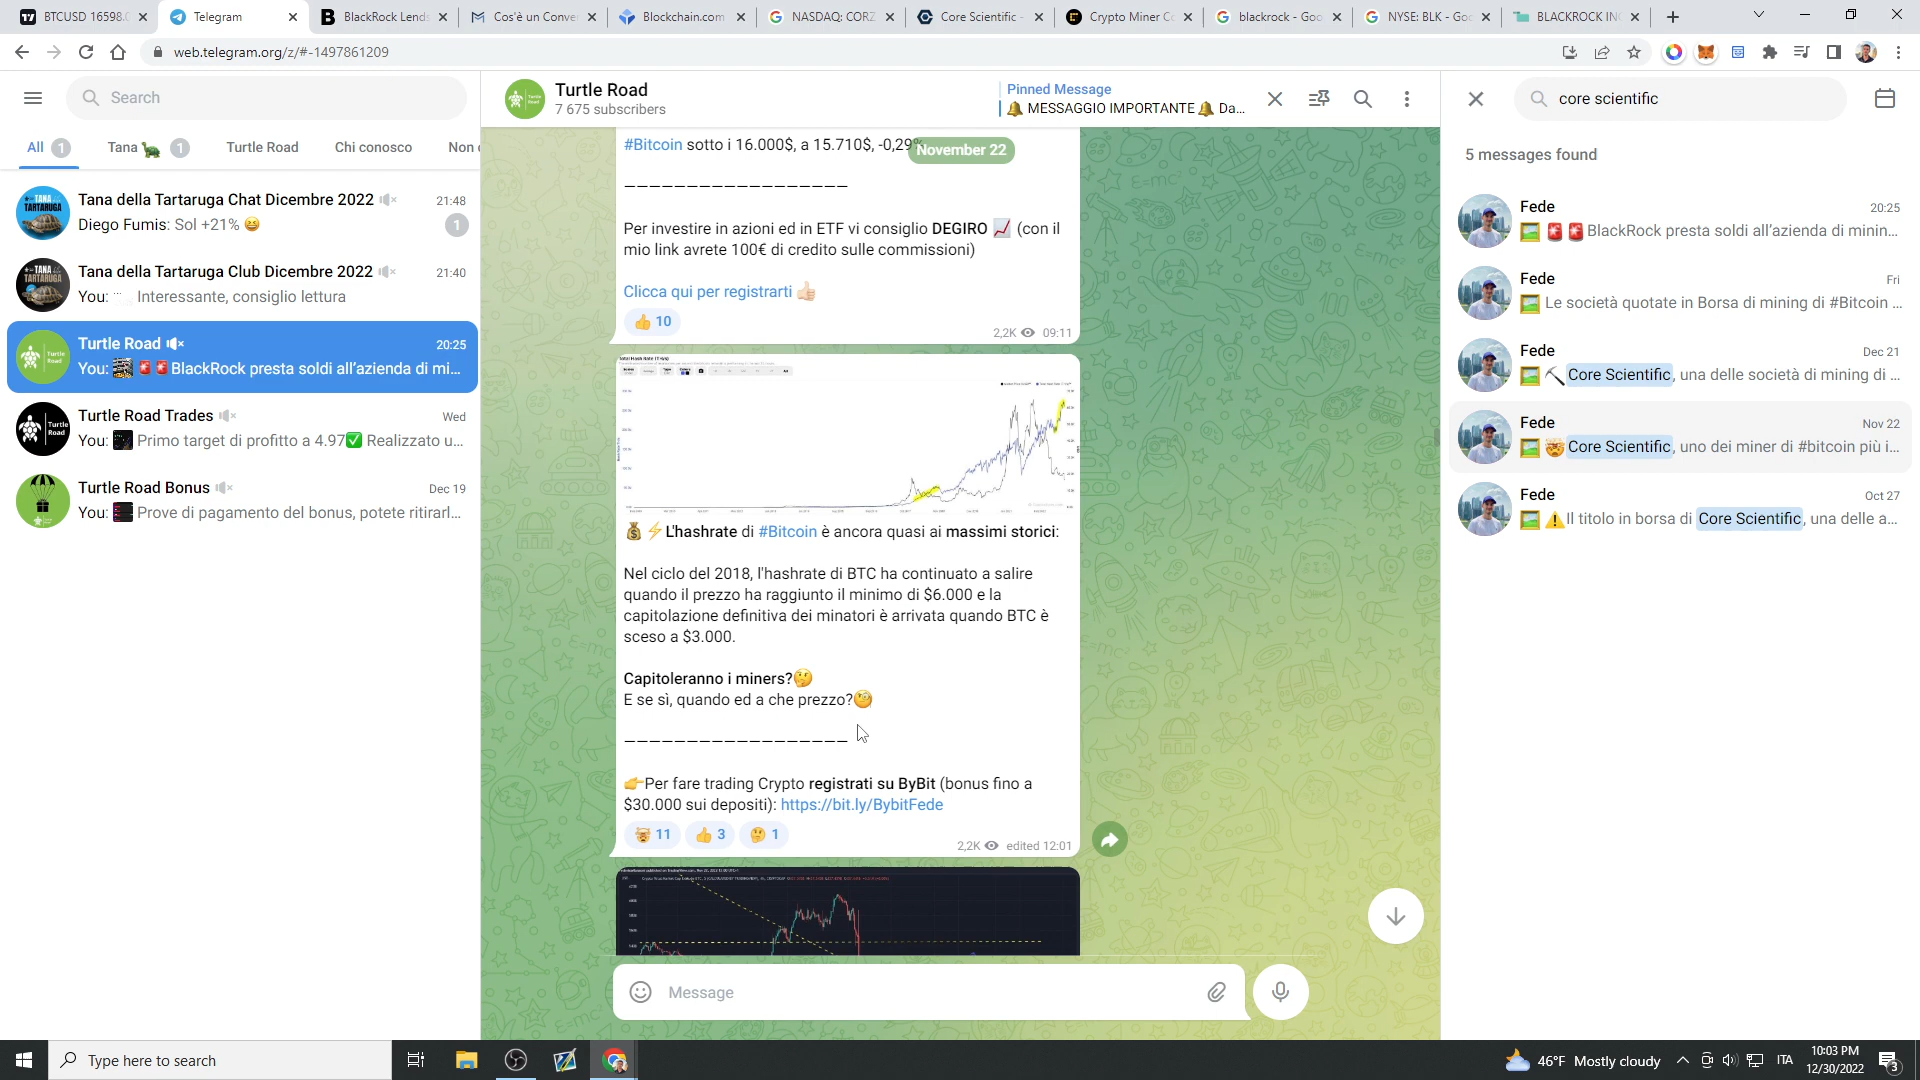 BTCUSD 16598.
Telegram
BlackRock Lends
Cos'è un Conve
Blockchain.com
NASDAQ: CORZ
Core Scientific -
Crypto Miner Co
blackrock - Goo
NYSE: BLK - Goo
BLACKROCK INC
web.telegram.org/z/#-1497861209
Search
All 1
Tana 🐢 1
Turtle Road
Chi conosco
Non
Tana della Tartaruga Chat Dicembre 2022
21:48
Diego Fumis: Sol +21% 😆
1
Tana della Tartaruga Club Dicembre 2022
21:40
You: Interessante, consiglio lettura
Turtle Road
20:25
You: 🚨🚨BlackRock presta soldi all'azienda di mi...
Turtle Road Trades
Wed
You: Primo target di profitto a 4.97✅ Realizzato u...
Turtle Road Bonus
Dec 19
You: Prove di pagamento del bonus, potete ritirarl...
Turtle Road
7 675 subscribers
Pinned Message
🔔 MESSAGGIO IMPORTANTE 🔔 Da...
November 22
#Bitcoin sotto i 16.000$, a 15.710$, -0,29%
__________________
Per investire in azioni ed in ETF vi consiglio DEGIRO 📈 (con il
mio link avrete 100€ di credito sulle commissioni)
Clicca qui per registrarti 👍🏻
👍 10
2,2K 09:11
Total Hash Rate (TH/s)
💰⚡L'hashrate di #Bitcoin è ancora quasi ai massimi storici:
Nel ciclo del 2018, l'hashrate di BTC ha continuato a salire
quando il prezzo ha raggiunto il minimo di $6.000 e la
capitolazione definitiva dei minatori è arrivata quando BTC è
sceso a $3.000.
Capitoleranno i miners?🤔
E se sì, quando ed a che prezzo?🧐
__________________
👉Per fare trading Crypto registrati su ByBit (bonus fino a
$30.000 sui depositi): https://bit.ly/BybitFede
🤯 11 👍 3 🤔 1
2,2K edited 12:01
Message
core scientific
5 messages found
Fede
20:25
🖼 🚨🚨BlackRock presta soldi all'azienda di minin...
Fede
Fri
🖼 Le società quotate in Borsa di mining di #Bitcoin ...
Fede
Dec 21
🖼 ⛏Core Scientific, una delle società di mining di ...
Fede
Nov 22
🖼 🤯Core Scientific, uno dei miner di #bitcoin più i...
Fede
Oct 27
🖼 ⚠️Il titolo in borsa di Core Scientific, una delle a...
Type here to search
46°F Mostly cloudy
ITA
10:03 PM
12/30/2022
3